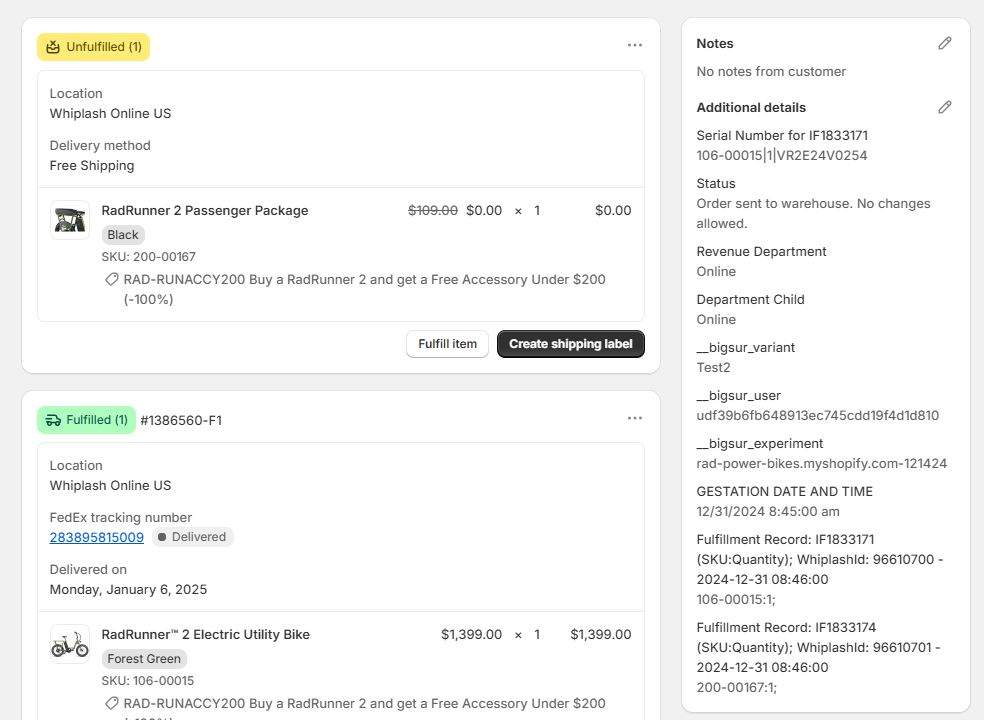 Unfulfilled (1)
Location
Whiplash Online US
Delivery method
Free Shipping
RadRunner 2 Passenger Package $109.00 $0.00 × 1 $0.00
Black
SKU: 200-00167
RAD-RUNACCY200 Buy a RadRunner 2 and get a Free Accessory Under $200
(-100%)
Fulfill item Create shipping label
Fulfilled (1) #1386560-F1
Location
Whiplash Online US
FedEx tracking number
283895815009 Delivered
Delivered on
Monday, January 6, 2025
RadRunner™ 2 Electric Utility Bike $1,399.00 × 1 $1,399.00
Forest Green
SKU: 106-00015
RAD-RUNACCY200 Buy a RadRunner 2 and get a Free Accessory Under $200
Notes
No notes from customer
Additional details
Serial Number for IF1833171
106-00015|1|VR2E24V0254
Status
Order sent to warehouse. No changes
allowed.
Revenue Department
Online
Department Child
Online
__bigsur_variant
Test2
__bigsur_user
udf39b6fb648913ec745cdd19f4d1d810
__bigsur_experiment
rad-power-bikes.myshopify.com-121424
GESTATION DATE AND TIME
12/31/2024 8:45:00 am
Fulfillment Record: IF1833171
(SKU:Quantity); WhiplashId: 96610700 -
2024-12-31 08:46:00
106-00015:1;
Fulfillment Record: IF1833174
(SKU:Quantity); WhiplashId: 96610701 -
2024-12-31 08:46:00
200-00167:1;